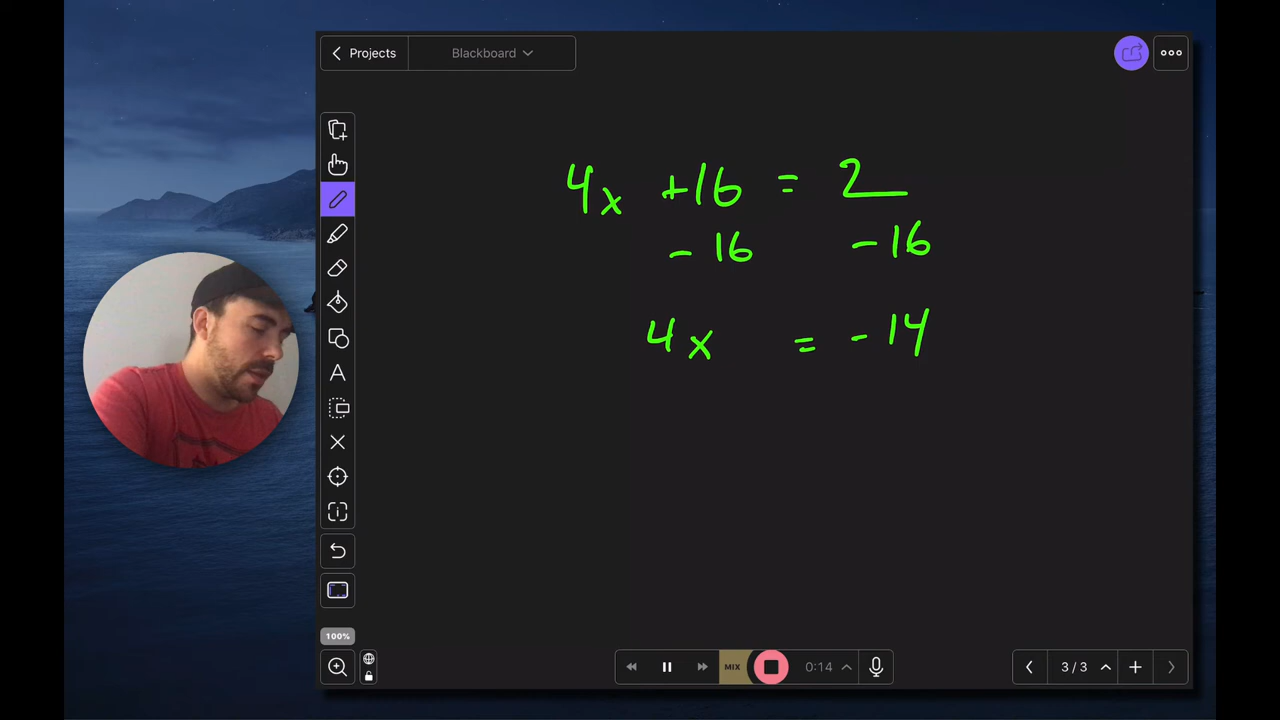 Projects
Blackboard
4x +16 = 2
- 16 - 16
4x = - 14
A
100%
MIX
0:14
3 / 3